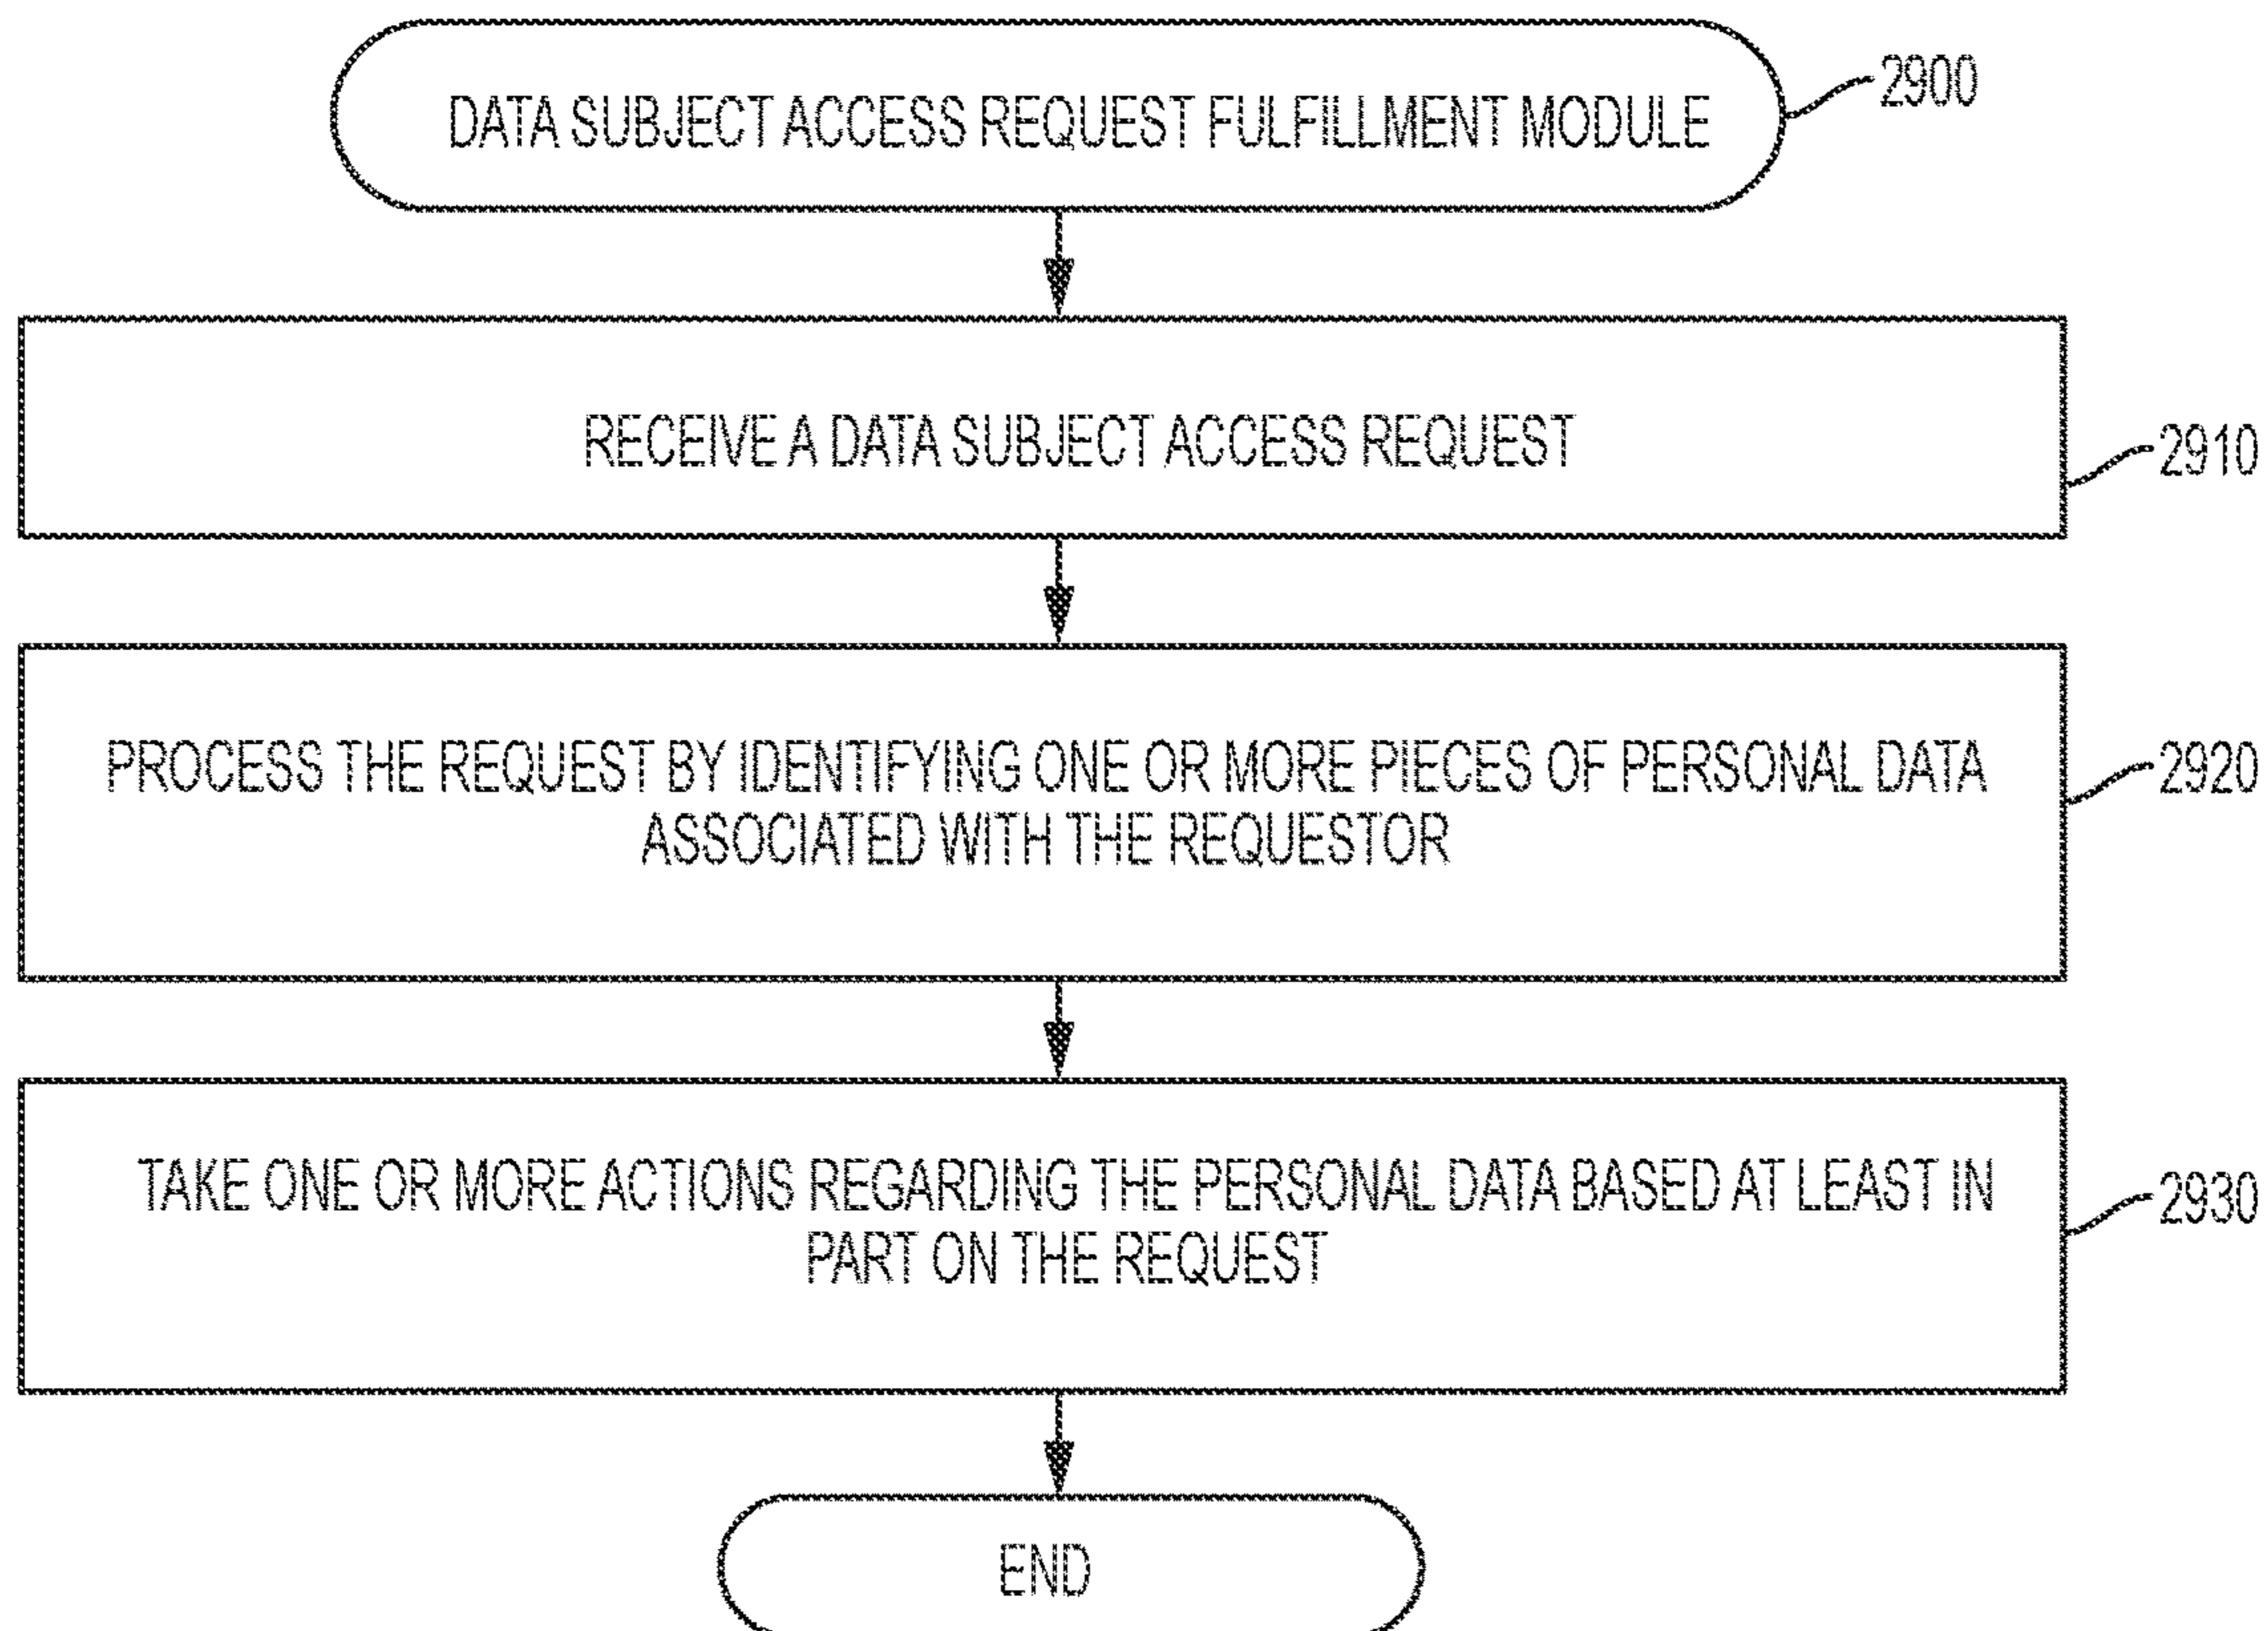 DATA SUBJECT ACCESS REQUEST FULFILLMENT MODULE
2900
RECEIVE A DATA SUBJECT ACCESS REQUEST
2910
PROCESS THE REQUEST BY IDENTIFYING ONE OR MORE PIECES OF PERSONAL DATA
ASSOCIATED WITH THE REQUESTOR
2920
TAKE ONE OR MORE ACTIONS REGARDING THE PERSONAL DATA BASED AT LEAST IN
PART ON THE REQUEST
2930
END